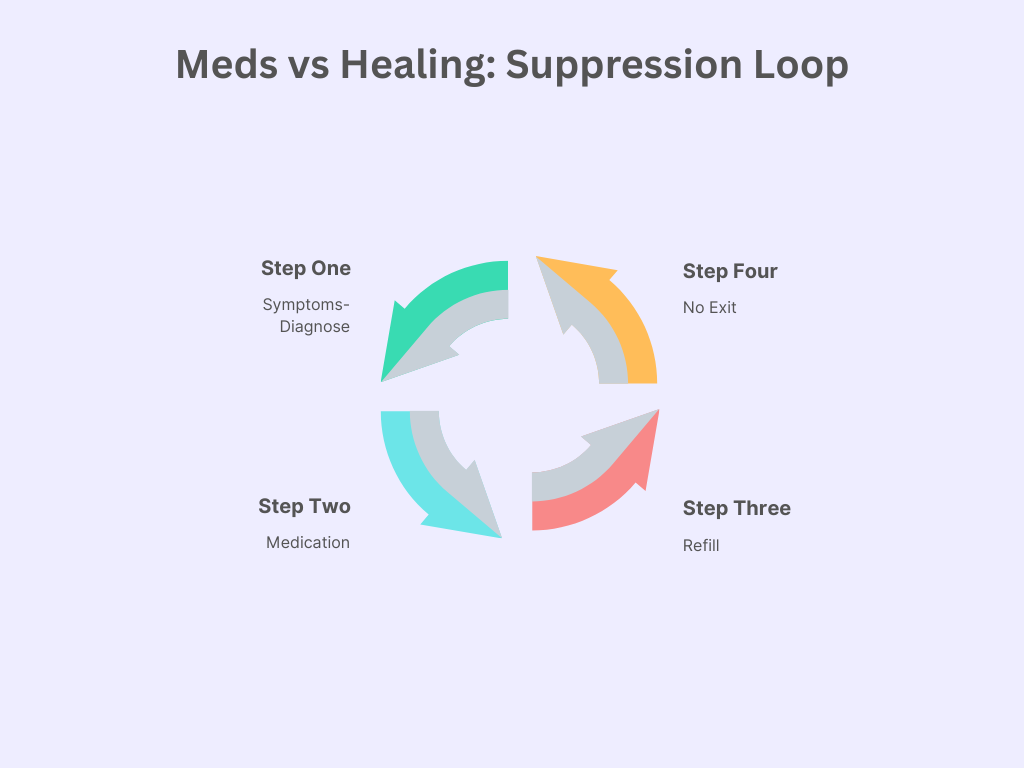 Meds vs Healing: Suppression Loop
Step One
Symptoms-
Diagnose
Step Four
No Exit
Step Two
Medication
Step Three
Refill